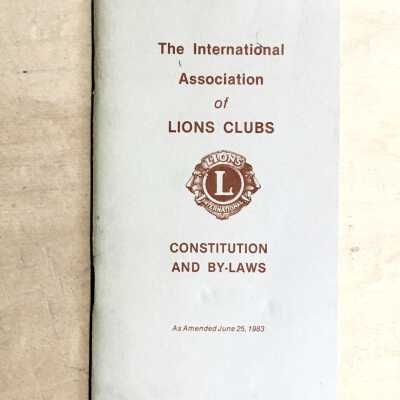 The International
Association
of
LIONS CLUBS
LIONS
L
INTERNATIONAL
CONSTITUTION
AND BY-LAWS
As Amended June 25, 1983